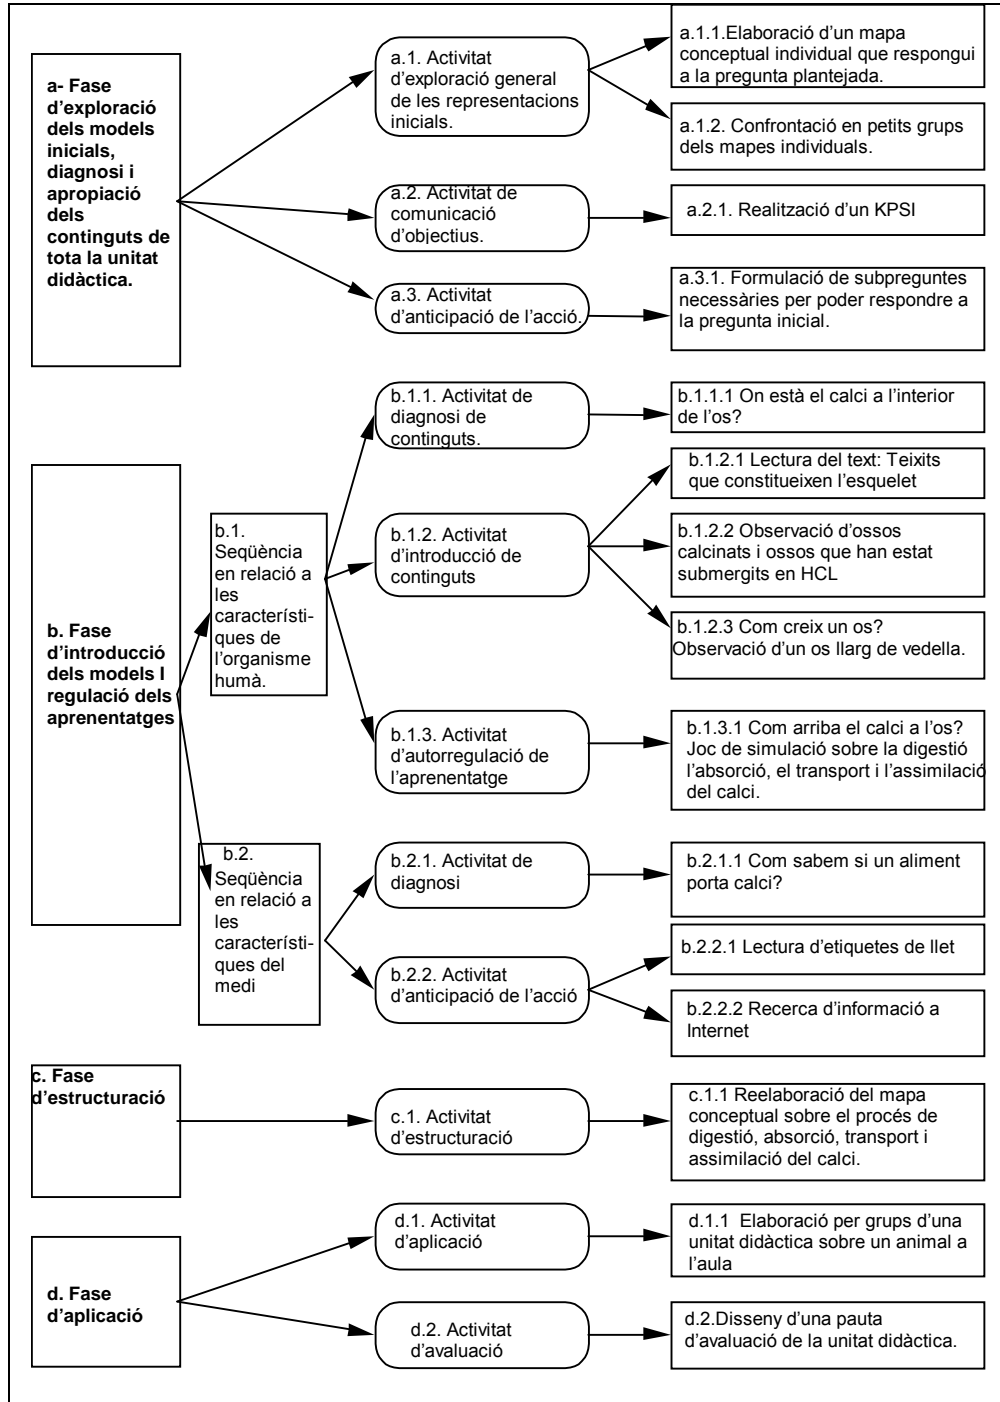 a- Fase
d’exploració
dels models
inicials,
diagnosi i
apropiació
dels
continguts de
tota la unitat
didàctica.
a.1. Activitat
d’exploració general
de les representacions
inicials.
a.1.1.Elaboració d’un mapa
conceptual individual que respongui
a la pregunta plantejada.
a.1.2. Confrontació en petits grups
dels mapes individuals.
a.2. Activitat de
comunicació
d’objectius.
a.2.1. Realització d’un KPSI
a.3. Activitat
d’anticipació de l’acció.
a.3.1. Formulació de subpreguntes
necessàries per poder respondre a
la pregunta inicial.
b. Fase
d’introducció
dels models I
regulació dels
aprenentatges
b.1.
Seqüència
en relació a
les
característi-
ques de
l’organisme
humà.
b.1.1. Activitat de
diagnosi de
continguts.
b.1.1.1 On està el calci a l’interior
de l’os?
b.1.2. Activitat
d’introducció de
continguts
b.1.2.1 Lectura del text: Teixits
que constitueixen l’esquelet
b.1.2.2 Observació d’ossos
calcinats i ossos que han estat
submergits en HCL
b.1.2.3 Com creix un os?
Observació d’un os llarg de vedella.
b.1.3. Activitat
d’autorregulació de
l’aprenentatge
b.1.3.1 Com arriba el calci a l’os?
Joc de simulació sobre la digestió
l’absorció, el transport i l’assimilació
del calci.
b.2.
Seqüència
en relació a
les
característi-
ques del
medi
b.2.1. Activitat de
diagnosi
b.2.1.1 Com sabem si un aliment
porta calci?
b.2.2. Activitat
d’anticipació de l’acció
b.2.2.1 Lectura d’etiquetes de llet
b.2.2.2 Recerca d’informació a
Internet
c. Fase
d’estructuració
c.1. Activitat
d’estructuració
c.1.1 Reelaboració del mapa
conceptual sobre el procés de
digestió, absorció, transport i
assimilació del calci.
d. Fase
d’aplicació
d.1. Activitat
d’aplicació
d.1.1 Elaboració per grups d’una
unitat didàctica sobre un animal a
l’aula
d.2. Activitat
d’avaluació
d.2.Disseny d’una pauta
d’avaluació de la unitat didàctica.